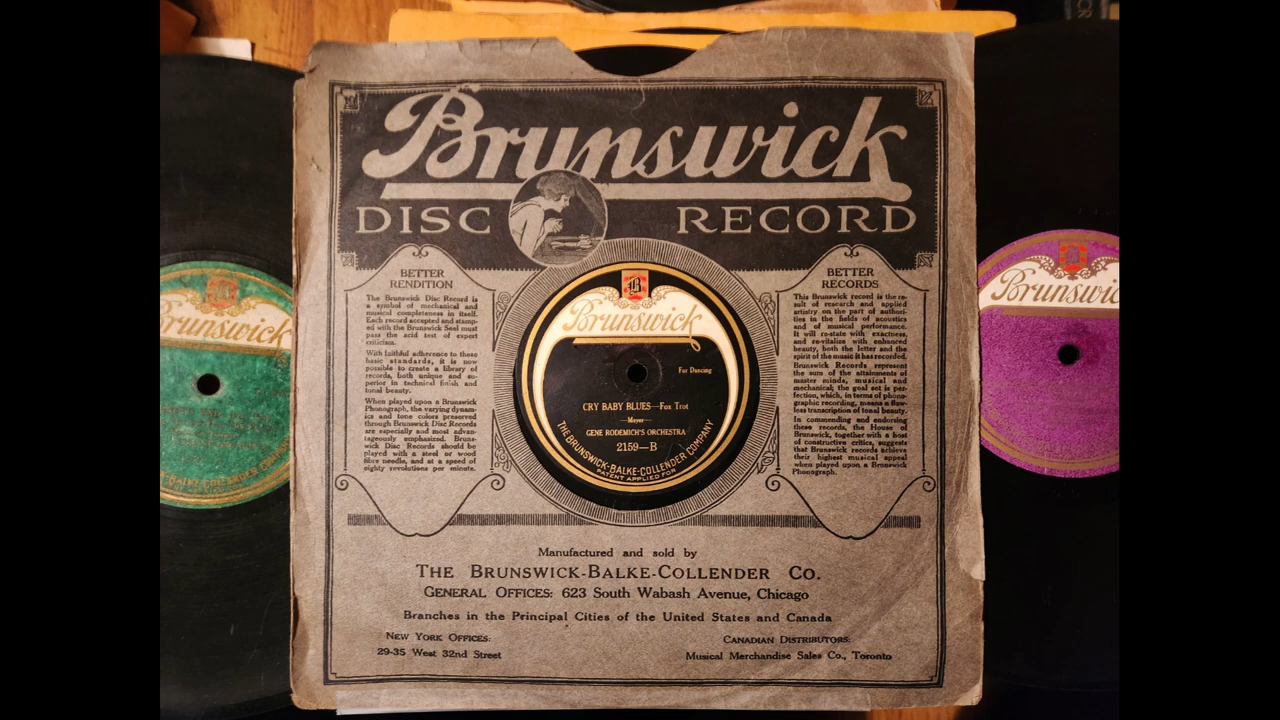 Brunswick
DISC RECORD
BETTER
RENDITION
The Brunswick Disc Record is
a symbol of mechanical and
musical completeness in itself.
Each record accepted and stamp-
ed with the Brunswick Seal must
pass the acid test of expert
criticism.
With faithful adherence to these
basic standards, it is now
possible to create a library of
records, both unique and su-
perior in technical finish and
tonal beauty.
When played upon a Brunswick
Phonograph, the varying dynam-
ics and tone colors preserved
through Brunswick Disc Records
are especially and most advan-
tageously emphasized. Bruns-
wick Disc Records should be
played with a steel or wood
fibre needle, and at a speed of
eighty revolutions per minute.
B
Brunswick
For Dancing
CRY BABY BLUES—Fox Trot
—Meyer—
GENE RODEMICH'S ORCHESTRA
2159—B
THE BRUNSWICK-BALKE-COLLENDER COMPANY
PATENT APPLIED FOR
BETTER
RECORDS
This Brunswick record is the re-
sult of research and applied
artistry on the part of authori-
ties in the fields of acoustics
and of musical performance.
It will re-state with exactness,
and re-vitalize with enhanced
beauty, both the letter and the
spirit of the music it has recorded.
Brunswick Records represent
the sum of the attainments of
master minds, musical and
mechanical; the goal set is per-
fection, which, in terms of phono-
graphic recording, means a flaw-
less transcription of tonal beauty.
In commending and endorsing
these records, the House of
Brunswick, together with a host
of constructive critics, suggests
that Brunswick records achieve
their highest musical appeal
when played upon a Brunswick
Phonograph.
Manufactured and sold by
THE BRUNSWICK-BALKE-COLLENDER CO.
GENERAL OFFICES: 623 South Wabash Avenue, Chicago
Branches in the Principal Cities of the United States and Canada
NEW YORK OFFICES:
29-35 West 32nd Street
CANADIAN DISTRIBUTORS:
Musical Merchandise Sales Co., Toronto
Brunswick
BALKE-COLLENDER
Brunswick